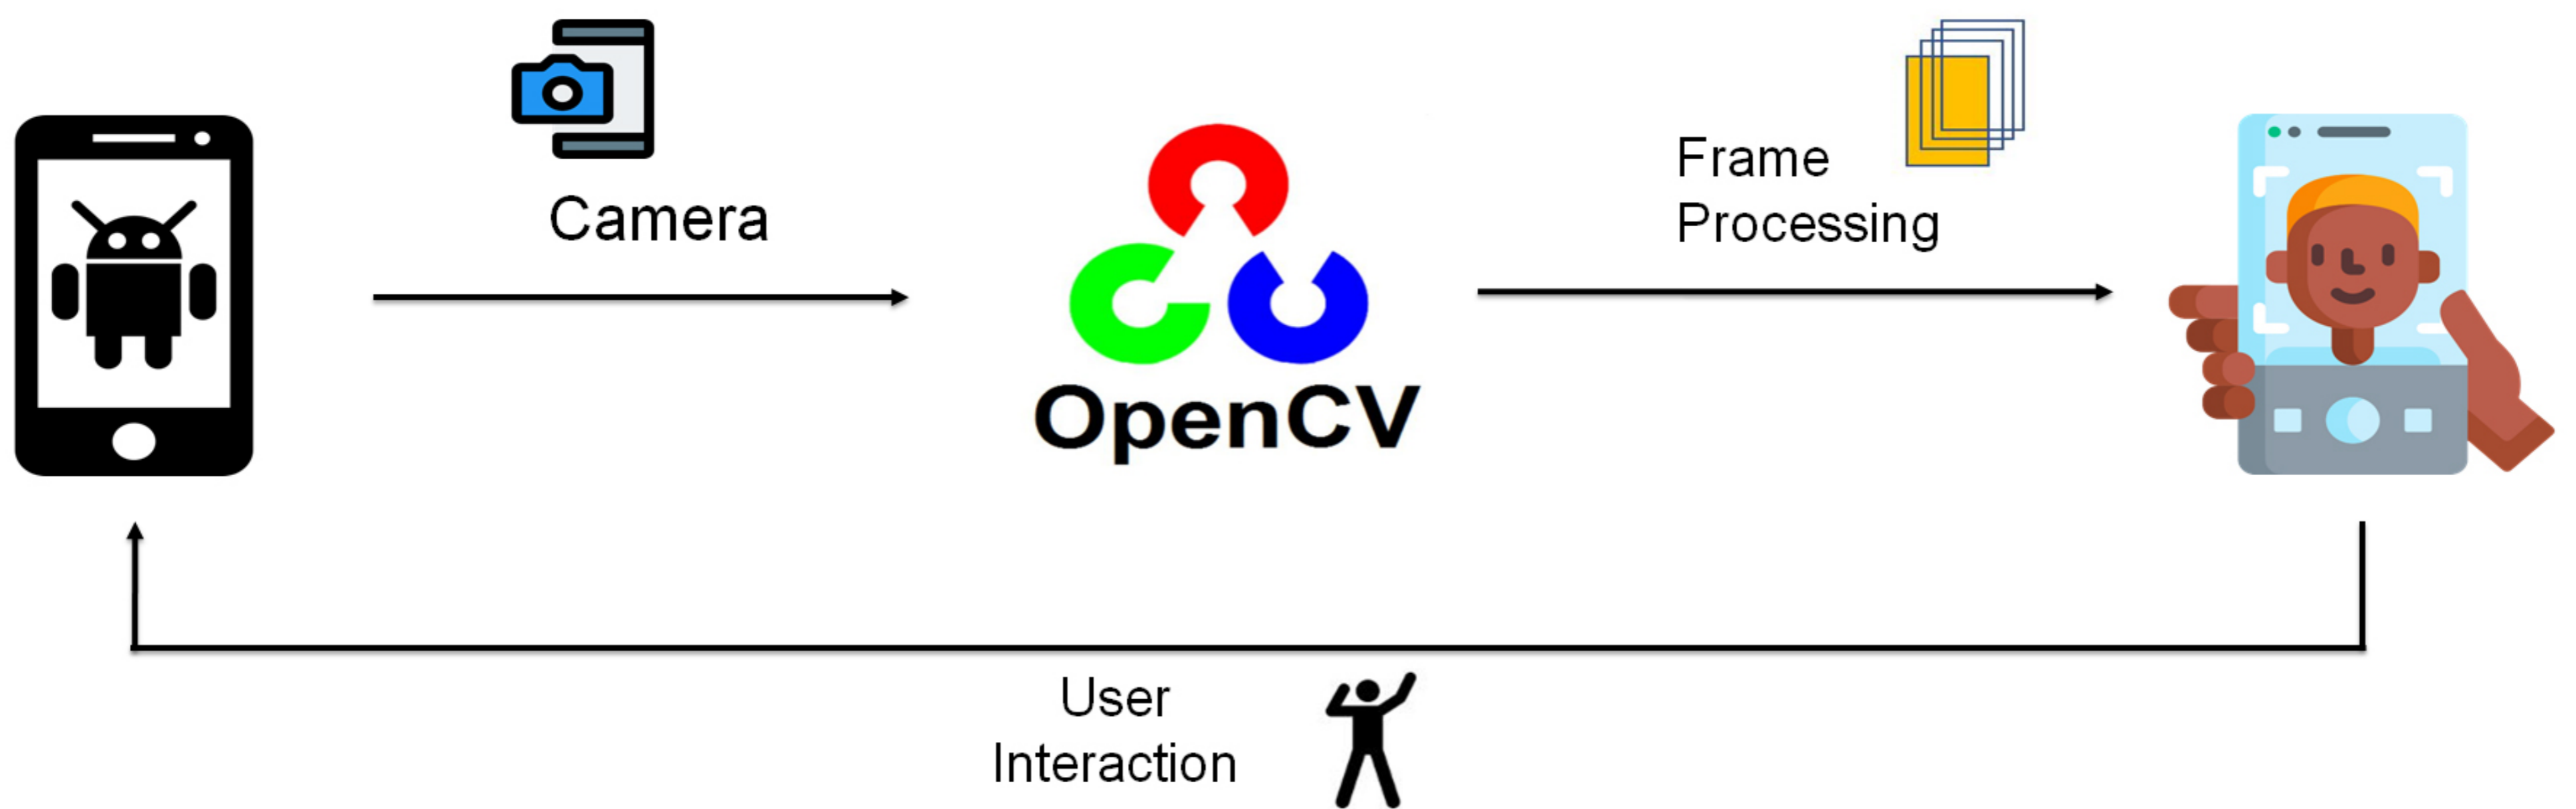 Camera
OpenCV
Frame
Processing
User
Interaction